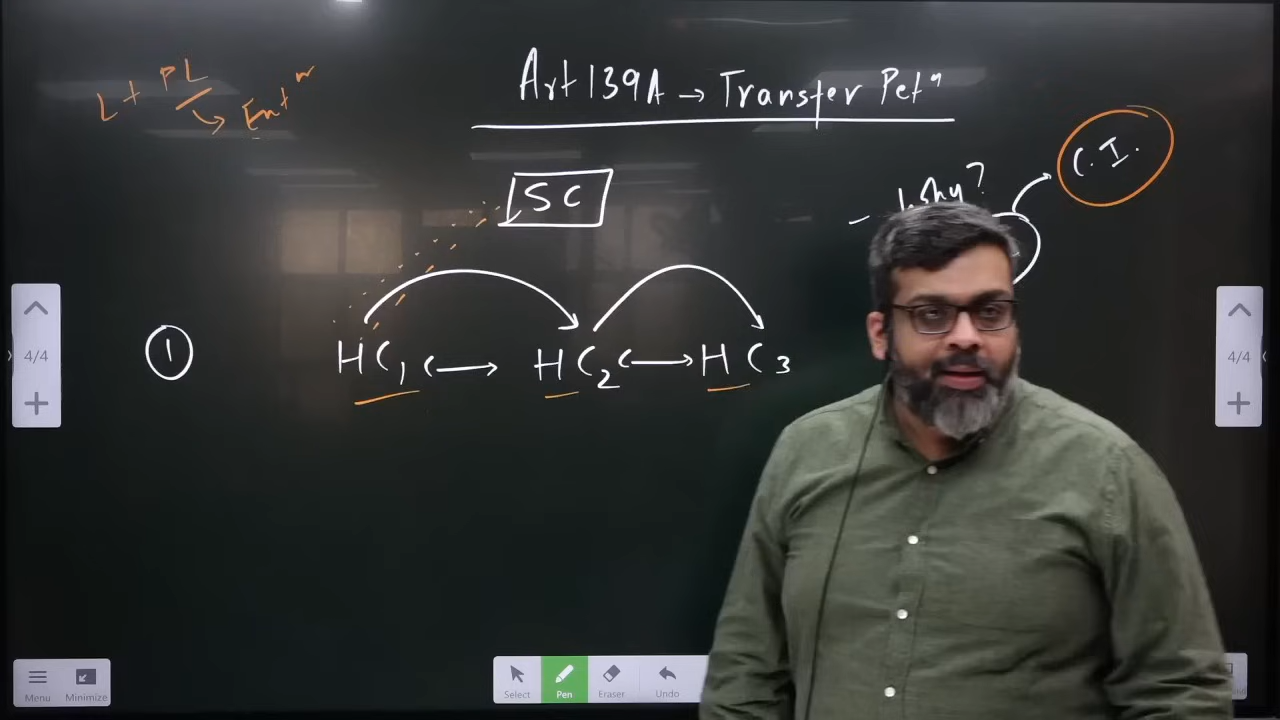 L + PL
→ Entⁿ
Art 139A → Transfer Petⁿ
SC
- Why?
C.I.
①
HC₁ → HC₂ → HC₃
4/4
4/4
Menu
Minimize
Select
Pen
Eraser
Undo